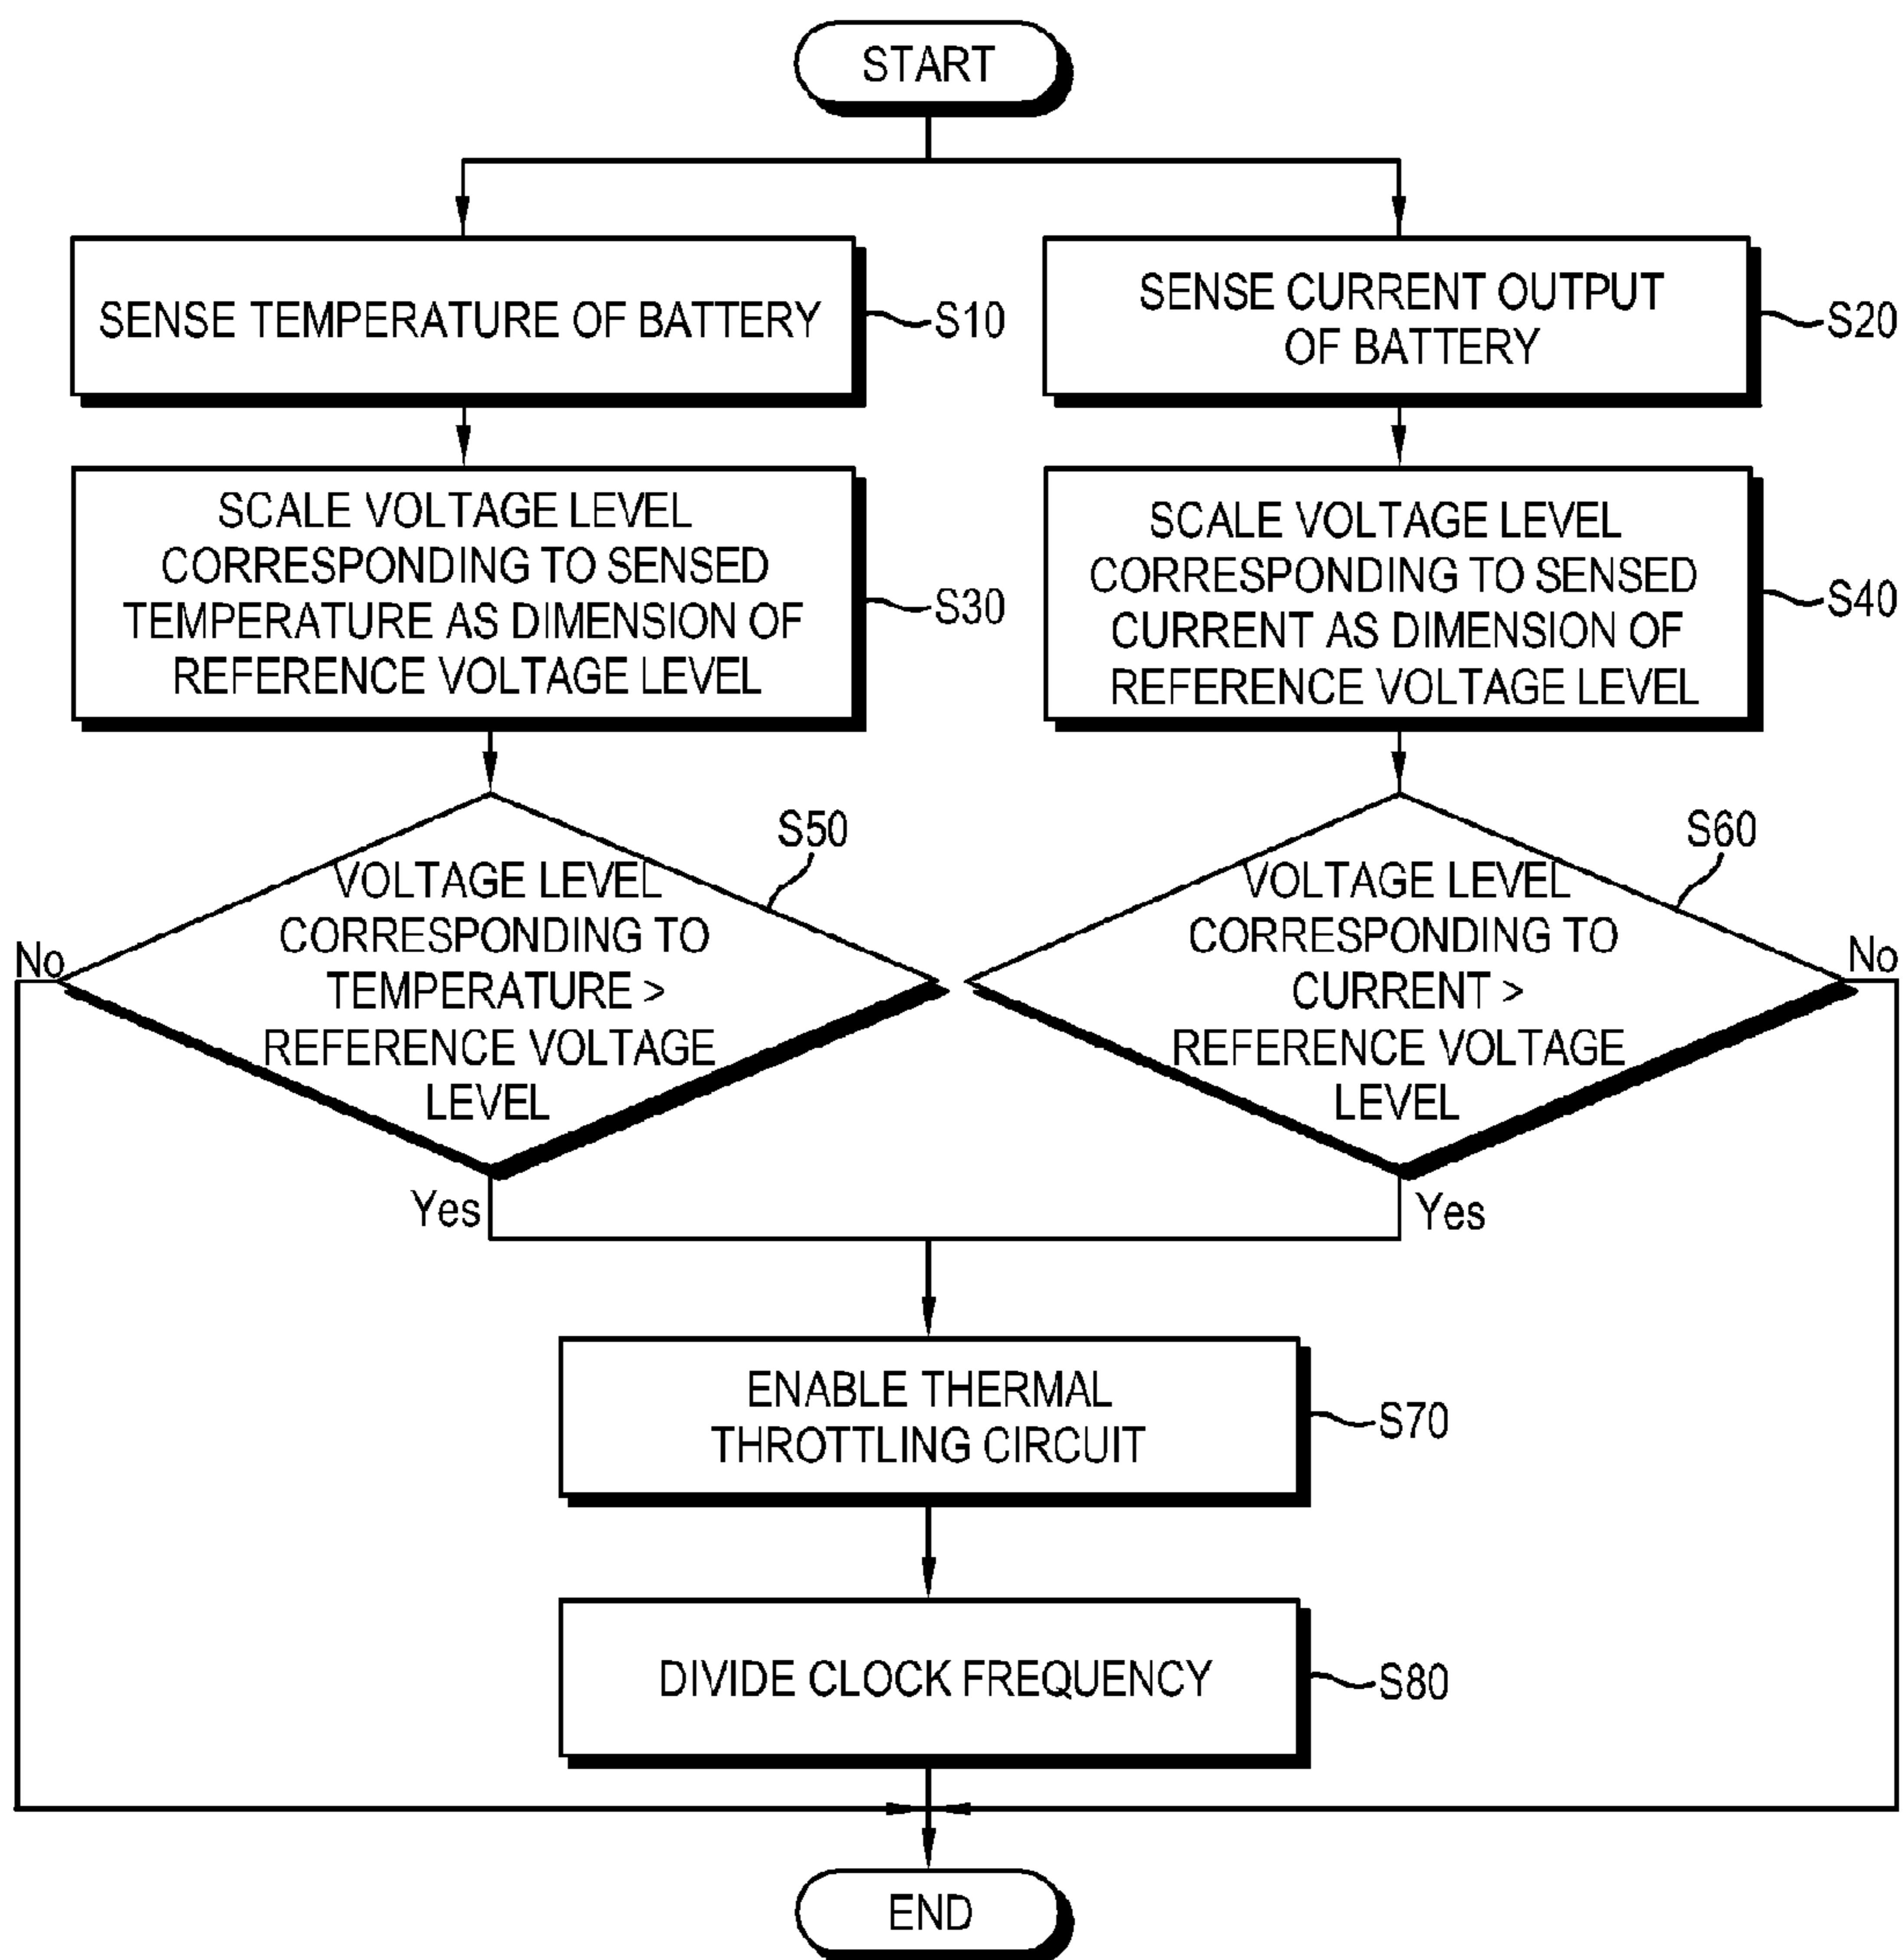 START
SENSE TEMPERATURE OF BATTERY
S10
SENSE CURRENT OUTPUT
OF BATTERY
S20
SCALE VOLTAGE LEVEL
CORRESPONDING TO SENSED
TEMPERATURE AS DIMENSION OF
REFERENCE VOLTAGE LEVEL
S30
SCALE VOLTAGE LEVEL
CORRESPONDING TO SENSED
CURRENT AS DIMENSION OF
REFERENCE VOLTAGE LEVEL
S40
S50
VOLTAGE LEVEL
CORRESPONDING TO
TEMPERATURE >
REFERENCE VOLTAGE
LEVEL
No
Yes
S60
VOLTAGE LEVEL
CORRESPONDING TO
CURRENT >
REFERENCE VOLTAGE
LEVEL
No
Yes
ENABLE THERMAL
THROTTLING CIRCUIT
S70
DIVIDE CLOCK FREQUENCY
S80
END